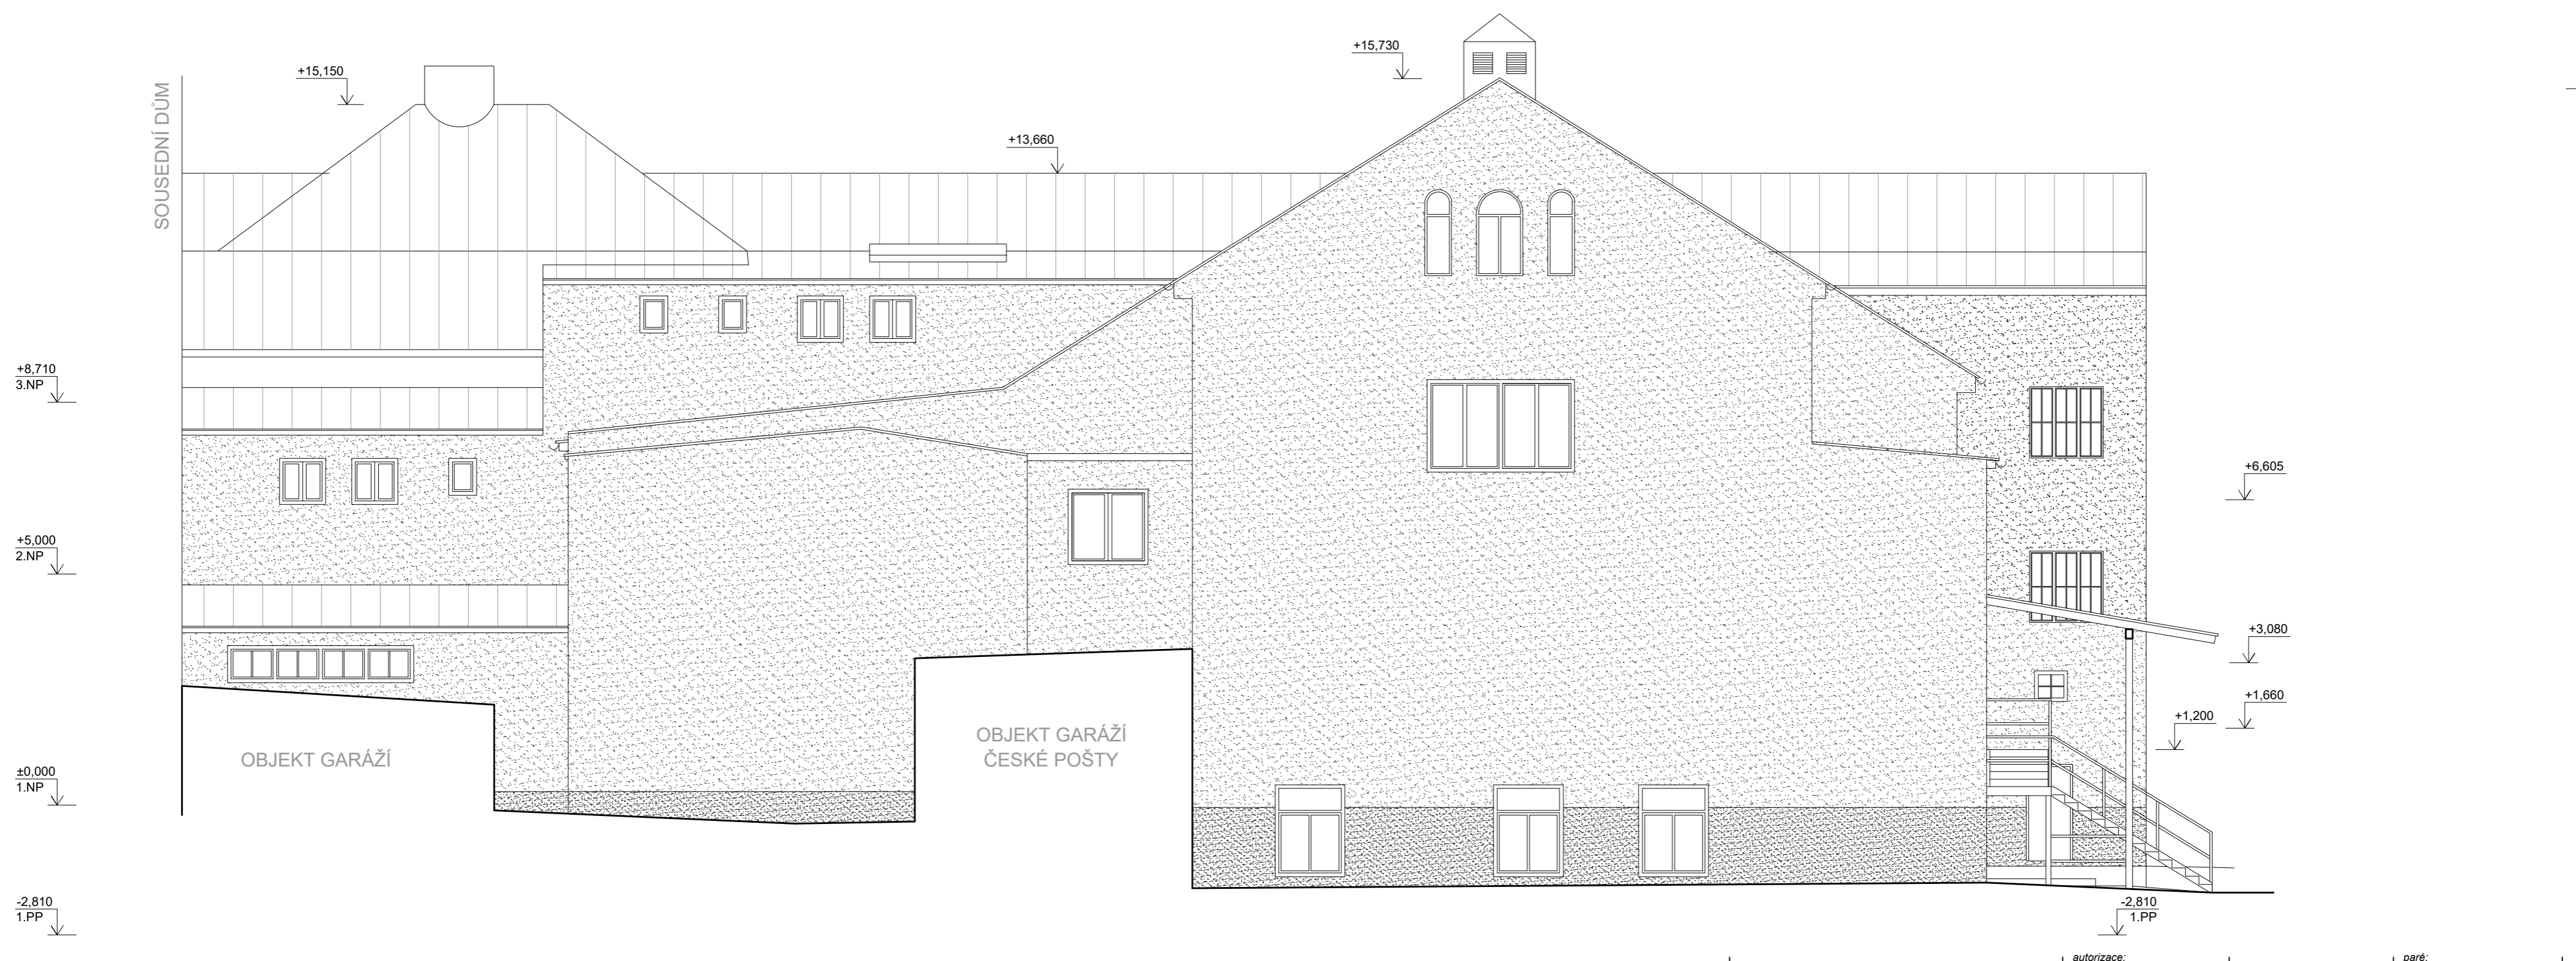 +15,730
+15,150
SOUSEDNÍ DŮM
+13,660
+8,710
3.NP
+6,605
+5,000
2.NP
+3,080
+1,660
+1,200
OBJEKT GARÁŽÍ
ČESKÉ POŠTY
OBJEKT GARÁŽÍ
±0,000
1.NP
-2,810
1.PP
-2,810
1.PP
autorizace:
paré: